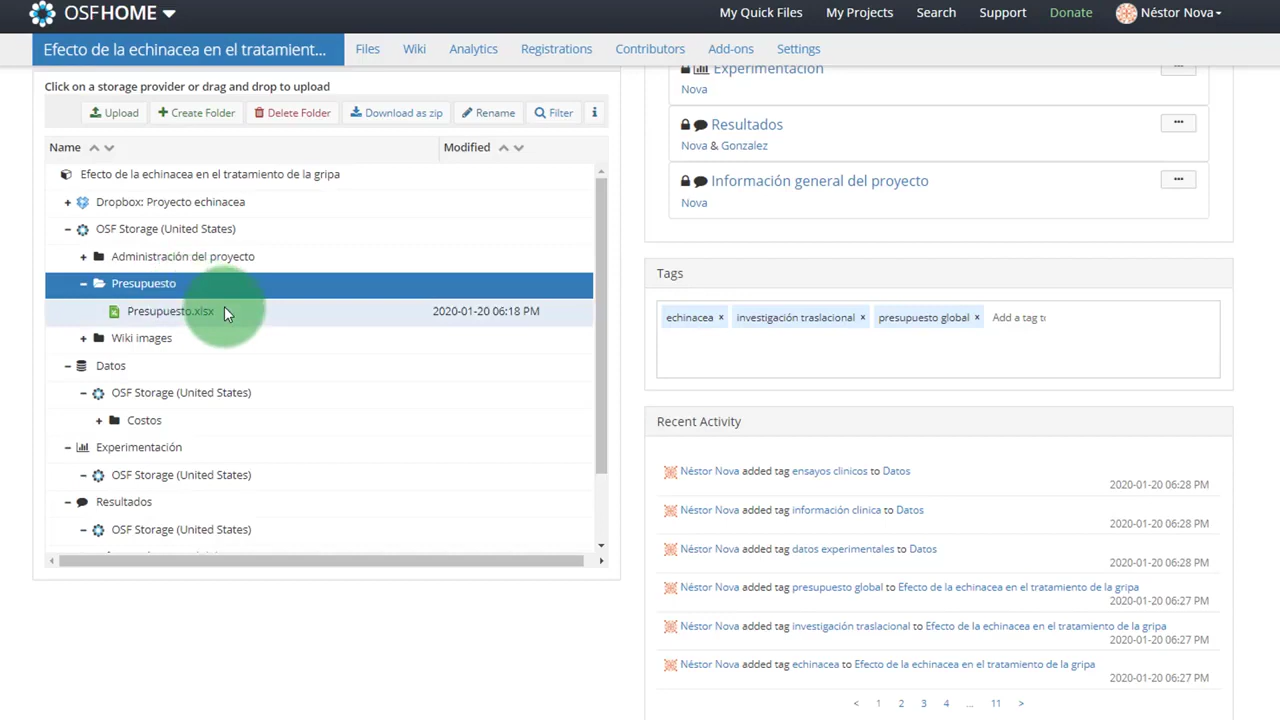 OSFHOME
My Quick Files My Projects Search Support Donate Néstor Nova
Efecto de la echinacea en el tratamient... Files Wiki Analytics Registrations Contributors Add-ons Settings
Click on a storage provider or drag and drop to upload
Upload Create Folder Delete Folder Download as zip Rename Filter i
Name Modified
Efecto de la echinacea en el tratamiento de la gripa
+ Dropbox: Proyecto echinacea
− OSF Storage (United States)
+ Administración del proyecto
− Presupuesto
Presupuesto.xlsx 2020-01-20 06:18 PM
+ Wiki images
− Datos
− OSF Storage (United States)
+ Costos
− Experimentación
− OSF Storage (United States)
− Resultados
− OSF Storage (United States)
Experimentación
Nova
Resultados
Nova & Gonzalez
Información general del proyecto
Nova
Tags
echinacea × investigación traslacional × presupuesto global × Add a tag to
Recent Activity
Néstor Nova added tag ensayos clinicos to Datos
2020-01-20 06:28 PM
Néstor Nova added tag información clinica to Datos
2020-01-20 06:28 PM
Néstor Nova added tag datos experimentales to Datos
2020-01-20 06:28 PM
Néstor Nova added tag presupuesto global to Efecto de la echinacea en el tratamiento de la gripa
2020-01-20 06:27 PM
Néstor Nova added tag investigación traslacional to Efecto de la echinacea en el tratamiento de la gripa
2020-01-20 06:27 PM
Néstor Nova added tag echinacea to Efecto de la echinacea en el tratamiento de la gripa
2020-01-20 06:27 PM
< 1 2 3 4 ... 11 >